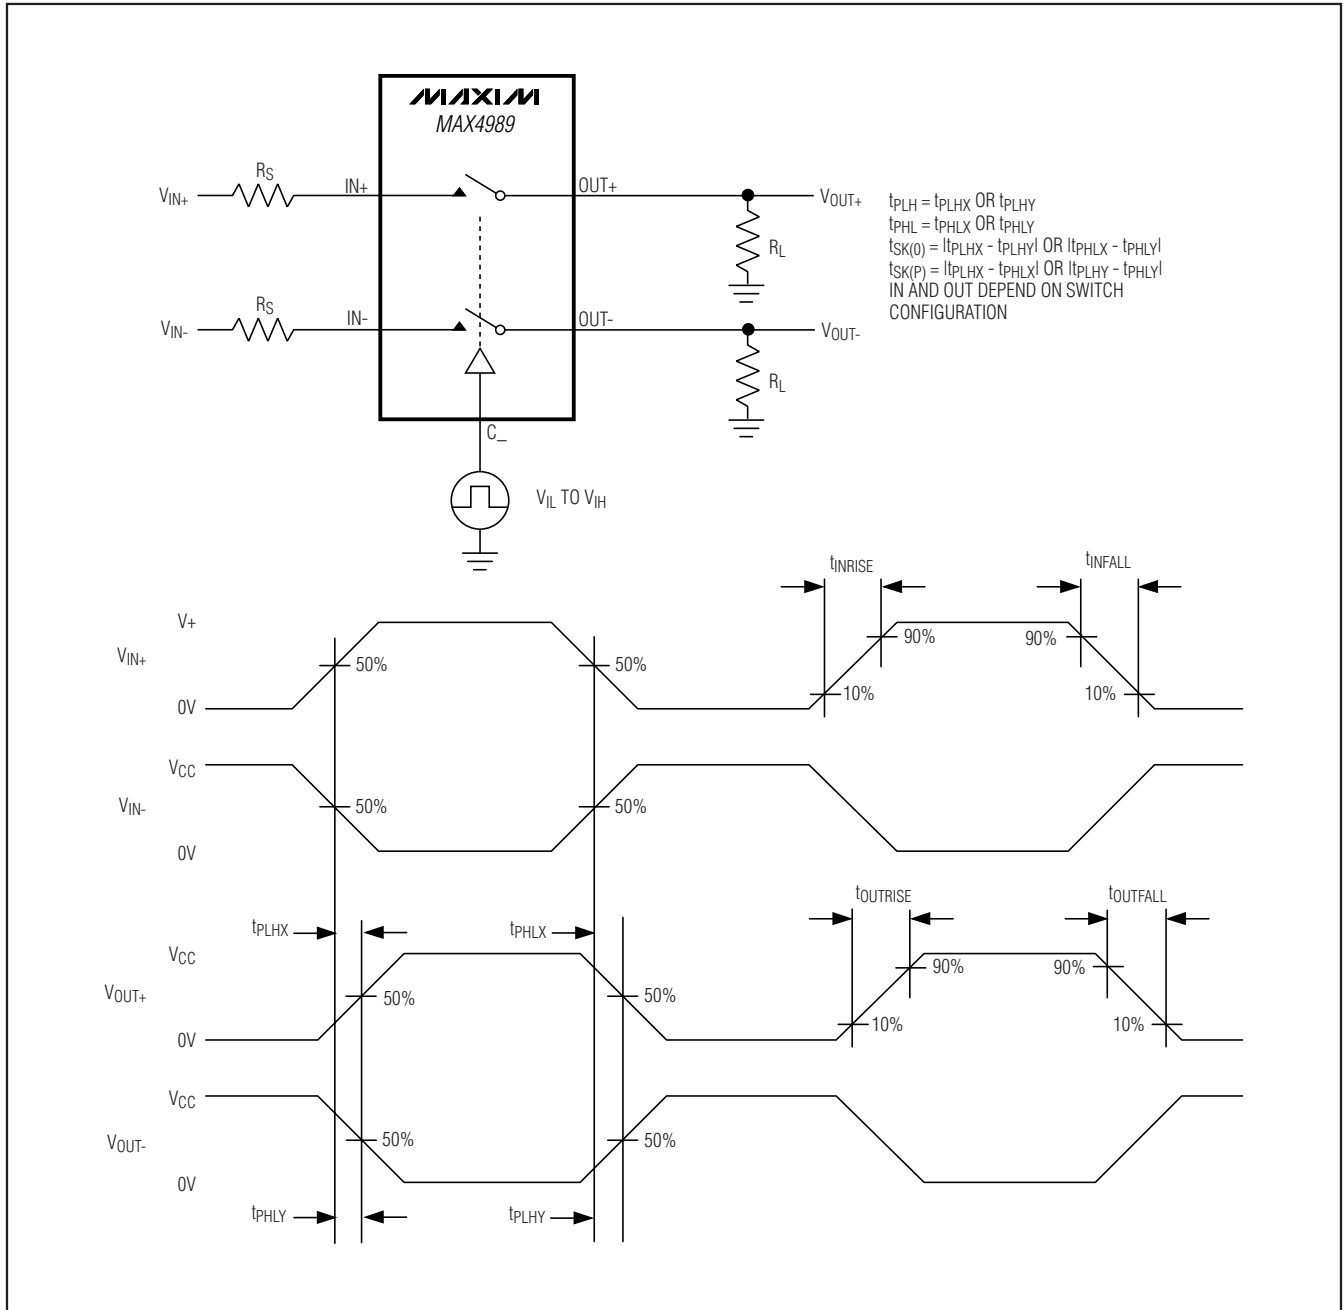 MAXIM
MAX4989
RS
VIN+
IN+
OUT+
VOUT+
RL
RS
VIN-
IN-
OUT-
VOUT-
RL
C_
VIL TO VIH
tPLH = tPLHX OR tPLHY
tPHL = tPHLX OR tPHLY
tSK(0) = |tPLHX - tPLHY| OR |tPHLX - tPHLY|
tSK(P) = |tPLHX - tPHLX| OR |tPLHY - tPHLY|
IN AND OUT DEPEND ON SWITCH
CONFIGURATION
tINRISE
tINFALL
V+
VIN+
0V
50%
50%
90%
10%
90%
10%
VCC
VIN-
0V
50%
50%
tPLHX
tPHLX
tOUTRISE
tOUTFALL
VCC
VOUT+
0V
50%
50%
90%
10%
90%
10%
VCC
VOUT-
0V
50%
50%
tPHLY
tPLHY